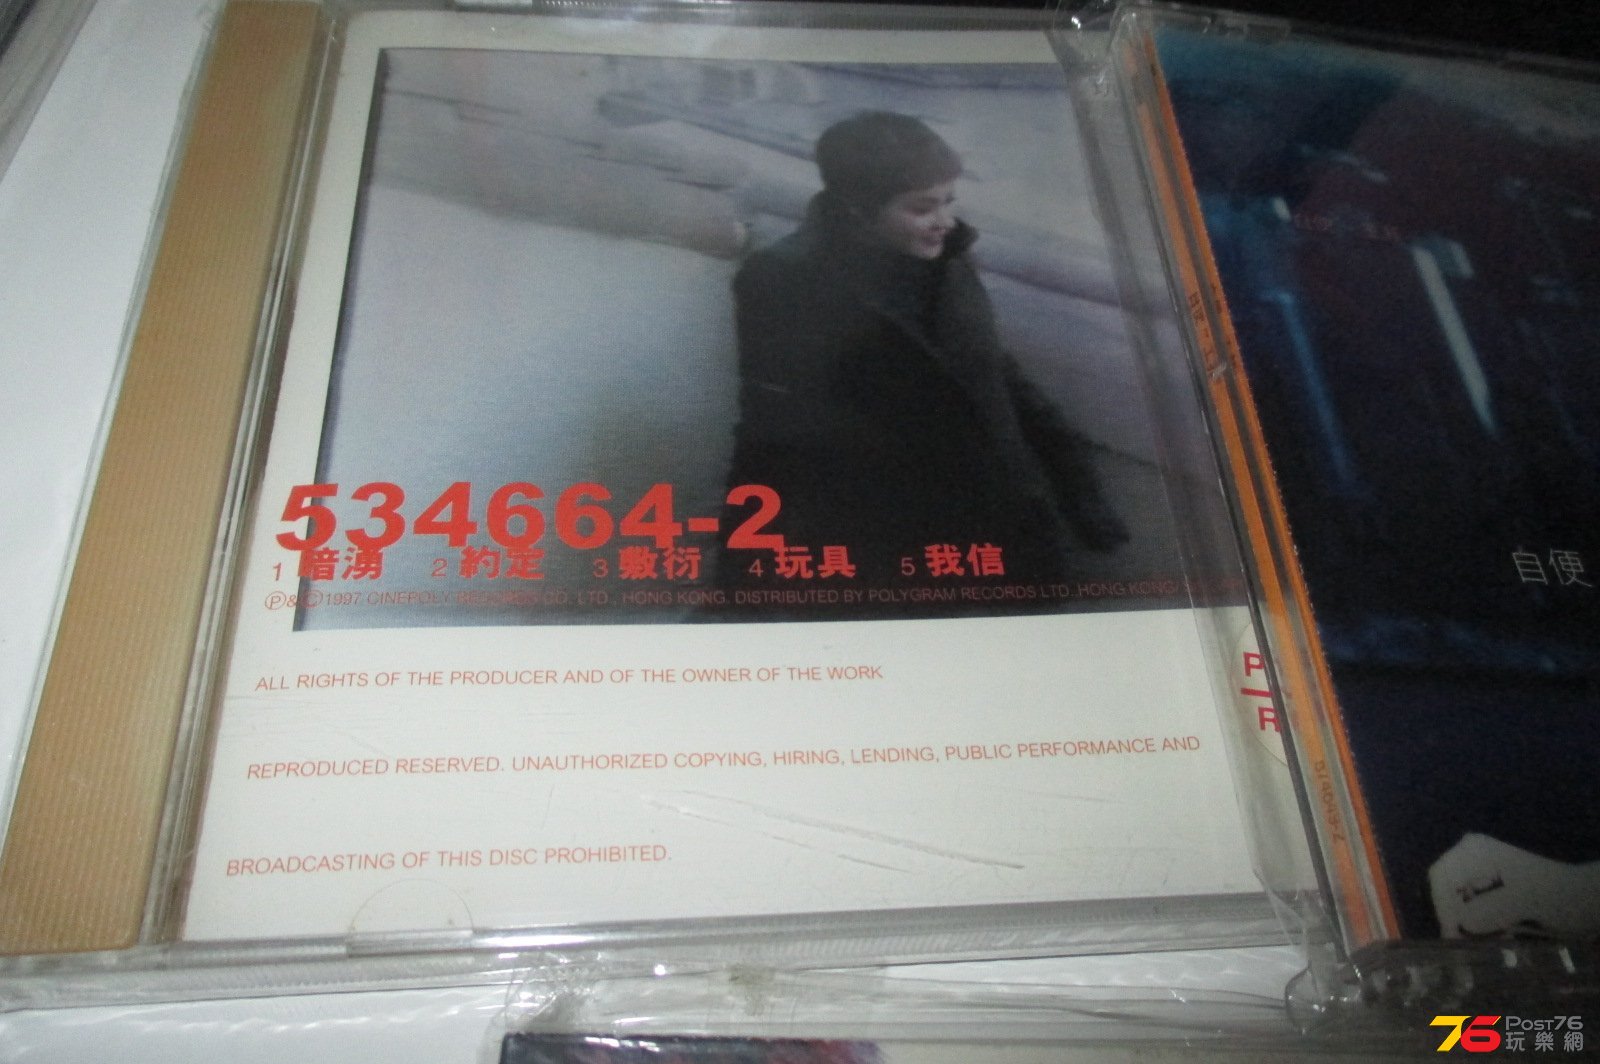 534664-2
1 暗湧 2 約定 3 敷衍 4 玩具 5 我信
Ⓟ&Ⓒ1997 CINEPOLY RECORDS CO. LTD., HONG KONG. DISTRIBUTED BY POLYGRAM RECORDS LTD.,HONG KONG/
ALL RIGHTS OF THE PRODUCER AND OF THE OWNER OF THE WORK
REPRODUCED RESERVED. UNAUTHORIZED COPYING, HIRING, LENDING, PUBLIC PERFORMANCE AND
BROADCASTING OF THIS DISC PROHIBITED.
P
R
自便
76 POST76
玩樂網